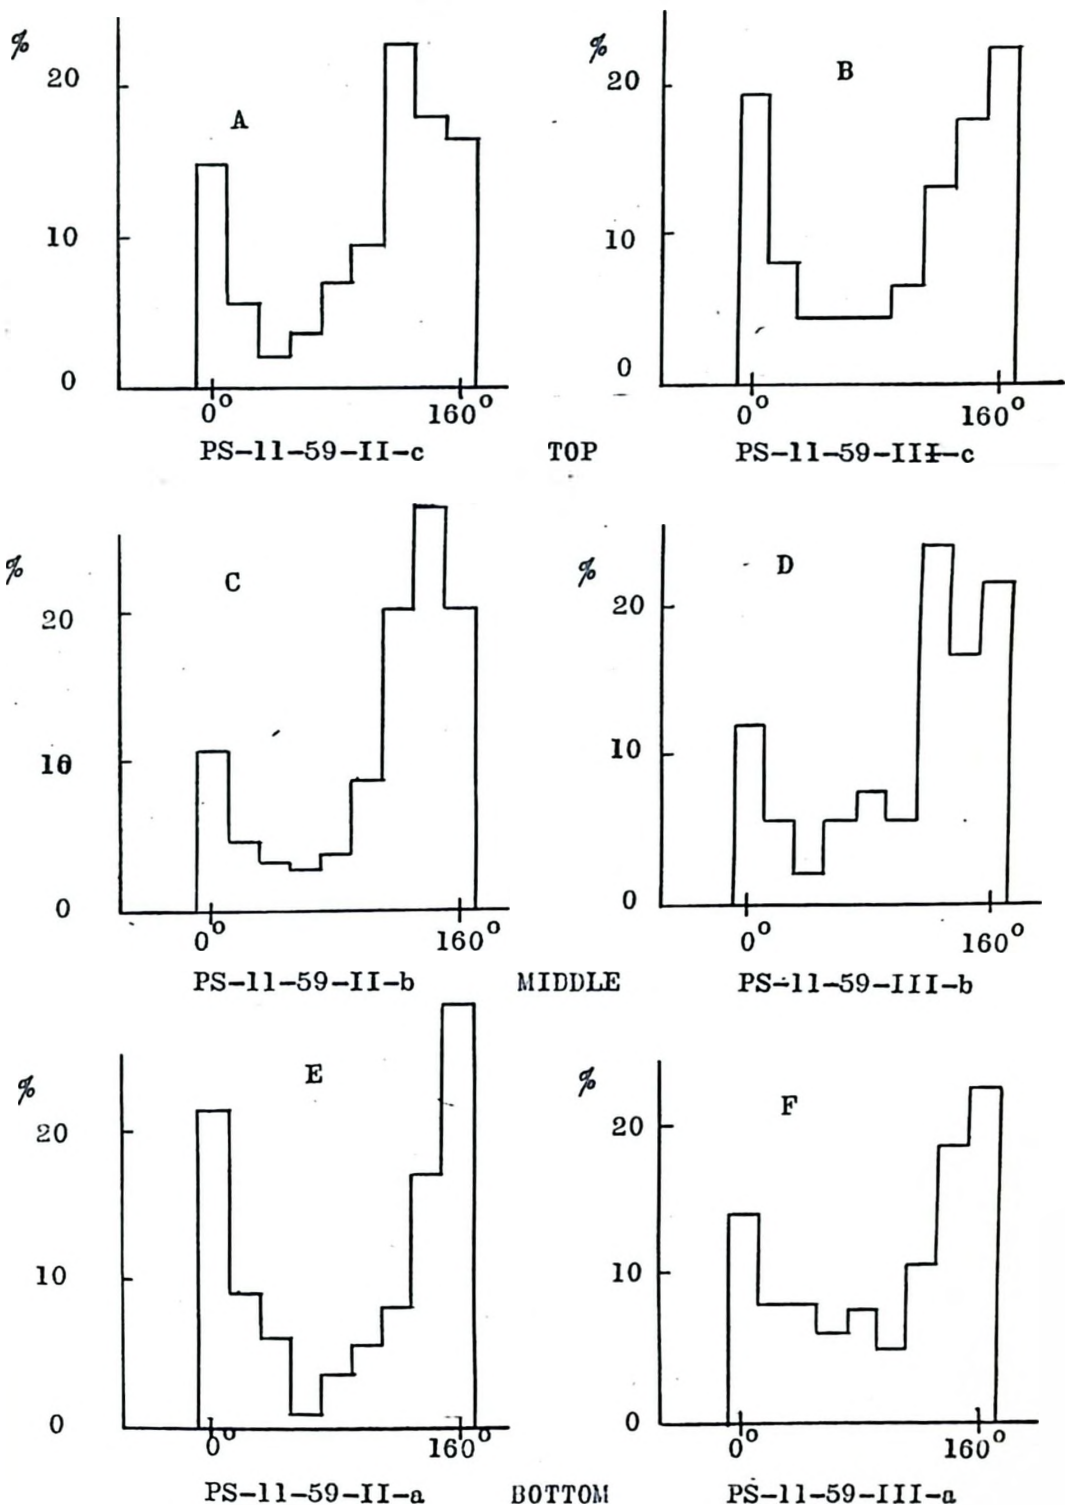 %
20
A
10
0
0° 160°
PS-11-59-II-c
%
20
B
10
0
0° 160°
PS-11-59-III-c
TOP
%
20
C
10
0
0° 160°
PS-11-59-II-b
%
20
D
10
0
0° 160°
PS-11-59-III-b
MIDDLE
%
20
E
10
0
0° 160°
PS-11-59-II-a
%
20
F
10
0
0° 160°
PS-11-59-III-a
BOTTOM